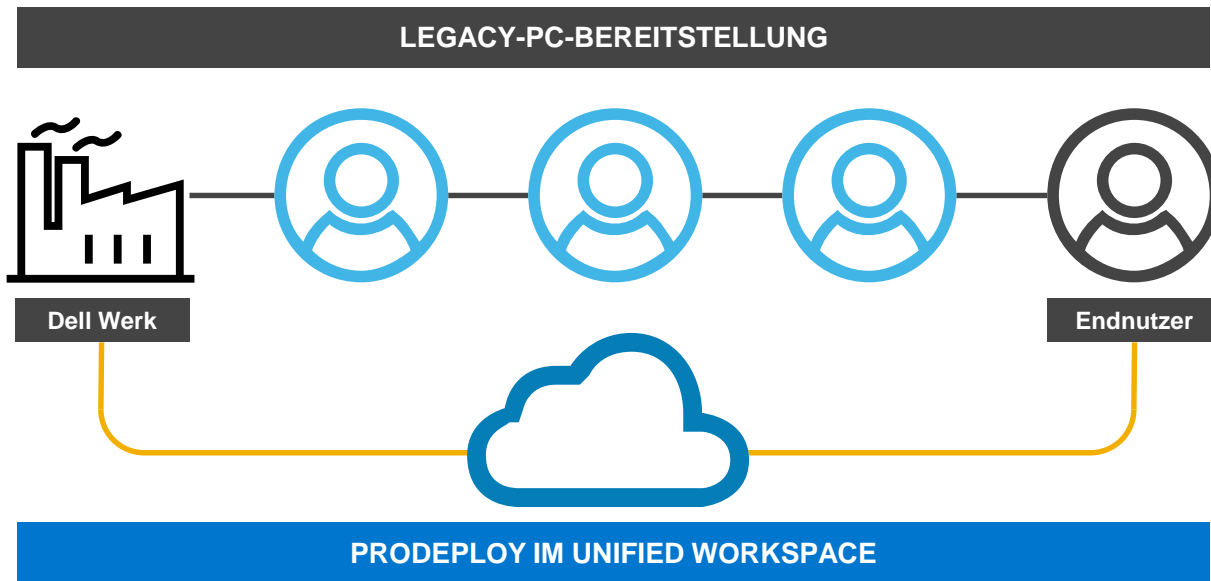 LEGACY-PC-BEREITSTELLUNG
Dell Werk
Endnutzer
PRODEPLOY IM UNIFIED WORKSPACE